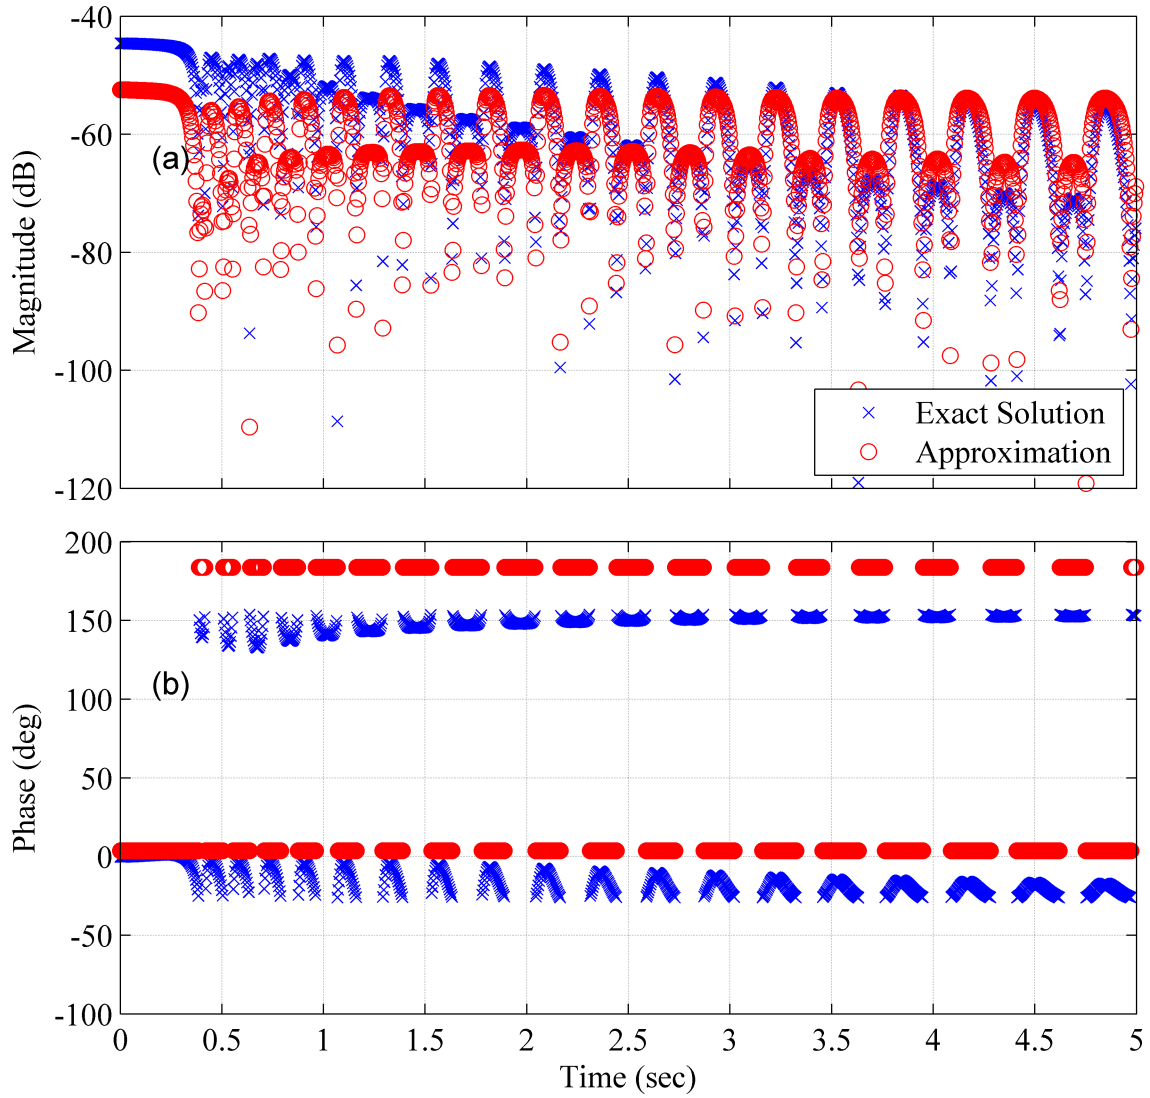 -40
-60
-80
-100
-120
Magnitude (dB)
(a)
Exact Solution
Approximation
200
150
100
50
0
-50
-100
Phase (deg)
(b)
0 0.5 1 1.5 2 2.5 3 3.5 4 4.5 5
Time (sec)